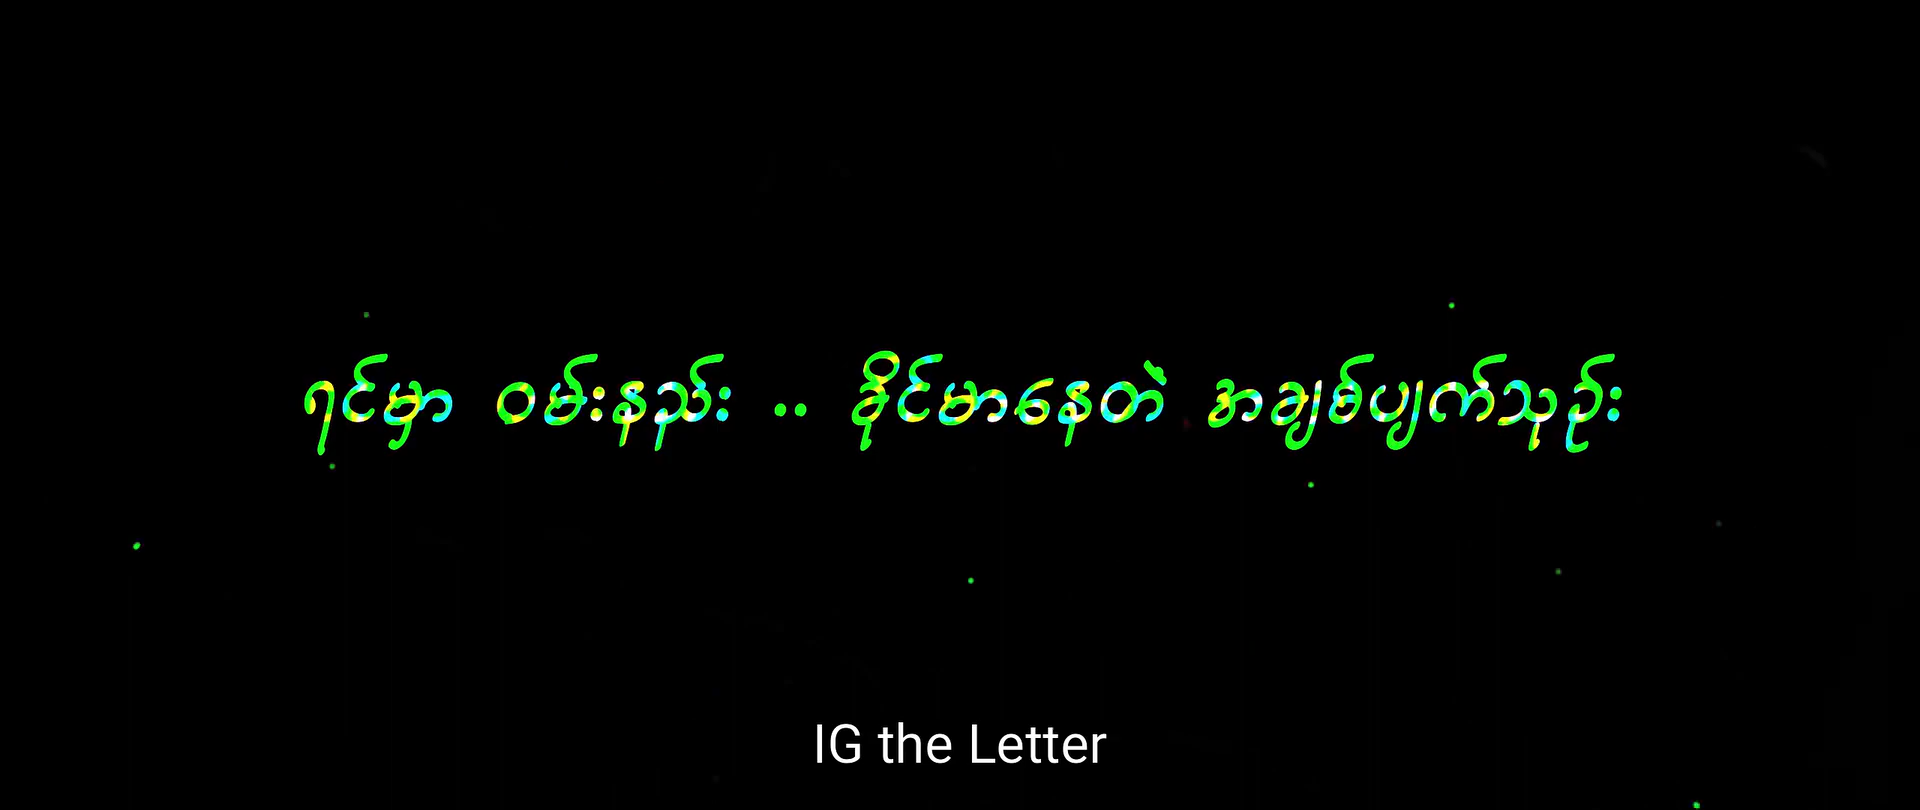 ရင်မှာ ဝမ်းနည်း .. ခိုင်မာနေတဲ့ အချစ်ပျက်သုဉ်း
IG the Letter